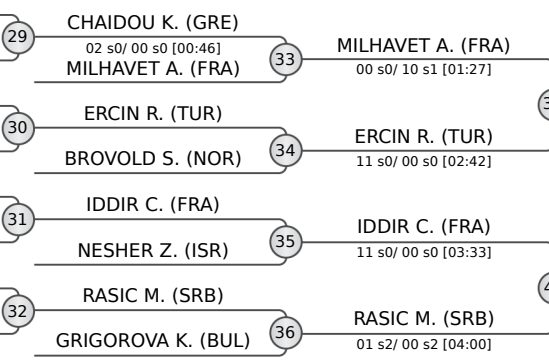 29
CHAIDOU K. (GRE)
02 s0/ 00 s0 [00:46]
MILHAVET A. (FRA)
33
MILHAVET A. (FRA)
00 s0/ 10 s1 [01:27]
30
ERCIN R. (TUR)
BROVOLD S. (NOR)
34
ERCIN R. (TUR)
11 s0/ 00 s0 [02:42]
31
IDDIR C. (FRA)
NESHER Z. (ISR)
35
IDDIR C. (FRA)
11 s0/ 00 s0 [03:33]
32
RASIC M. (SRB)
GRIGOROVA K. (BUL)
36
RASIC M. (SRB)
01 s2/ 00 s2 [04:00]